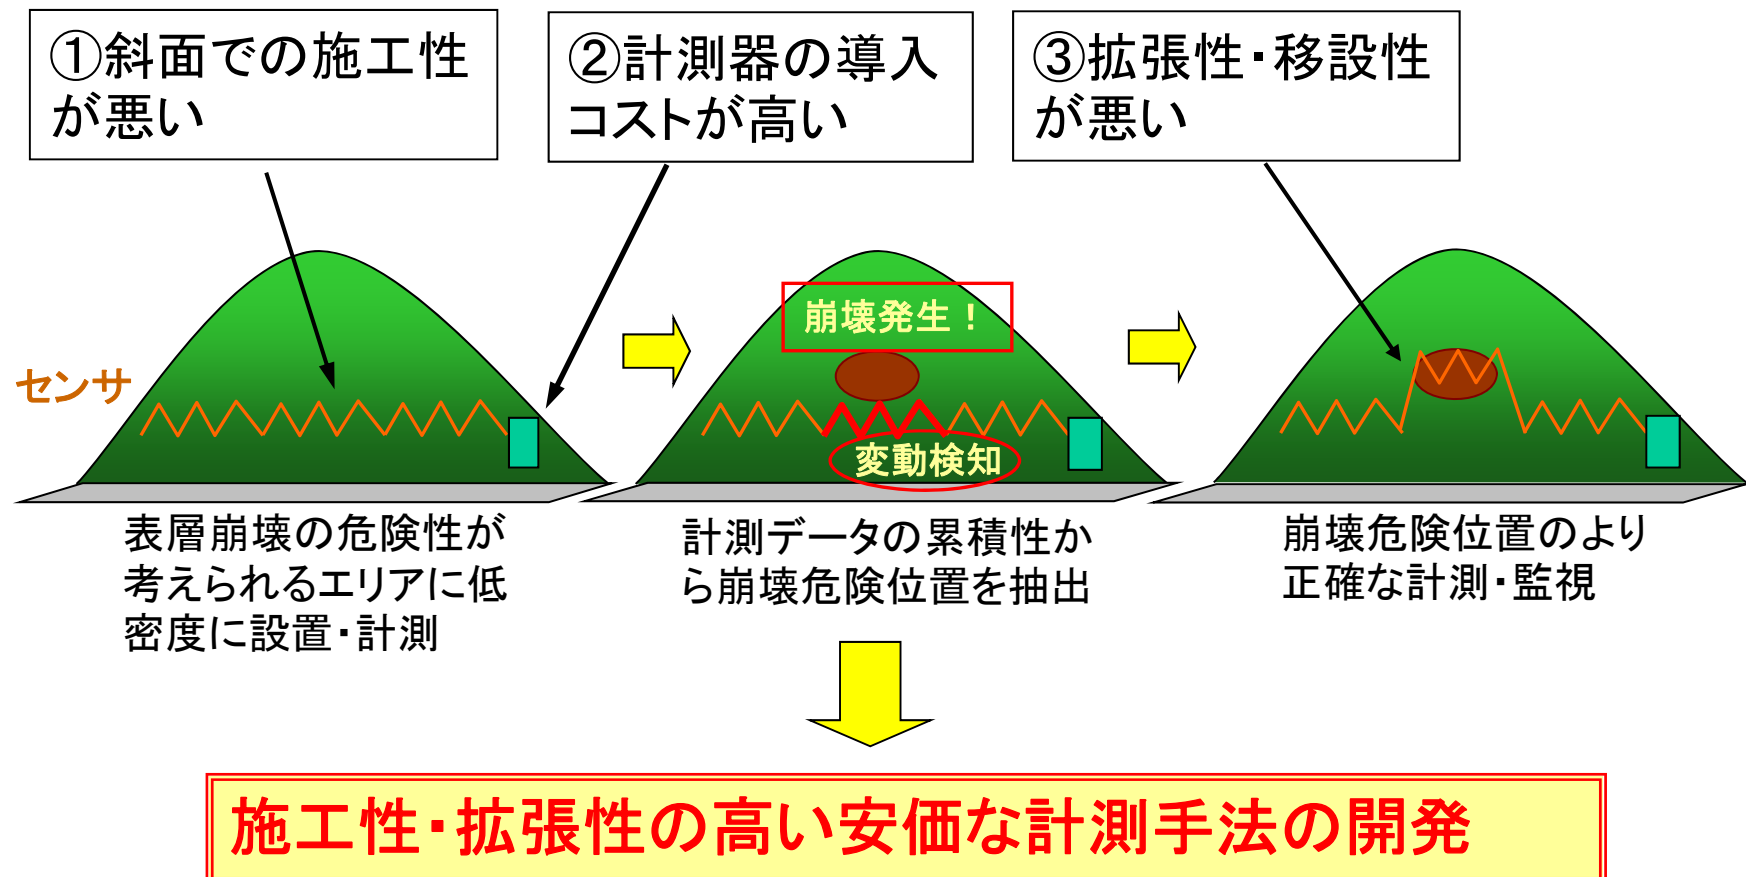 ①斜面での施工性
が悪い
②計測器の導入
コストが高い
③拡張性・移設性
が悪い
センサ
崩壊発生！
変動検知
表層崩壊の危険性が
考えられるエリアに低
密度に設置・計測
計測データの累積性か
ら崩壊危険位置を抽出
崩壊危険位置のより
正確な計測・監視
施工性・拡張性の高い安価な計測手法の開発